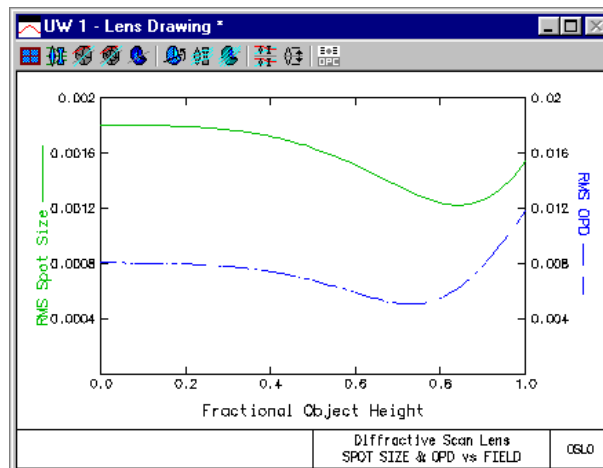 UW 1 - Lens Drawing *
OPC
0.002
0.0016
0.0012
0.0008
0.0004
RMS Spot Size
0.02
0.016
0.012
0.008
0.004
RMS OPD
0.0 0.2 0.4 0.6 0.8 1.0
Fractional Object Height
Diffractive Scan Lens
SPOT SIZE & OPD vs FIELD
OSLO